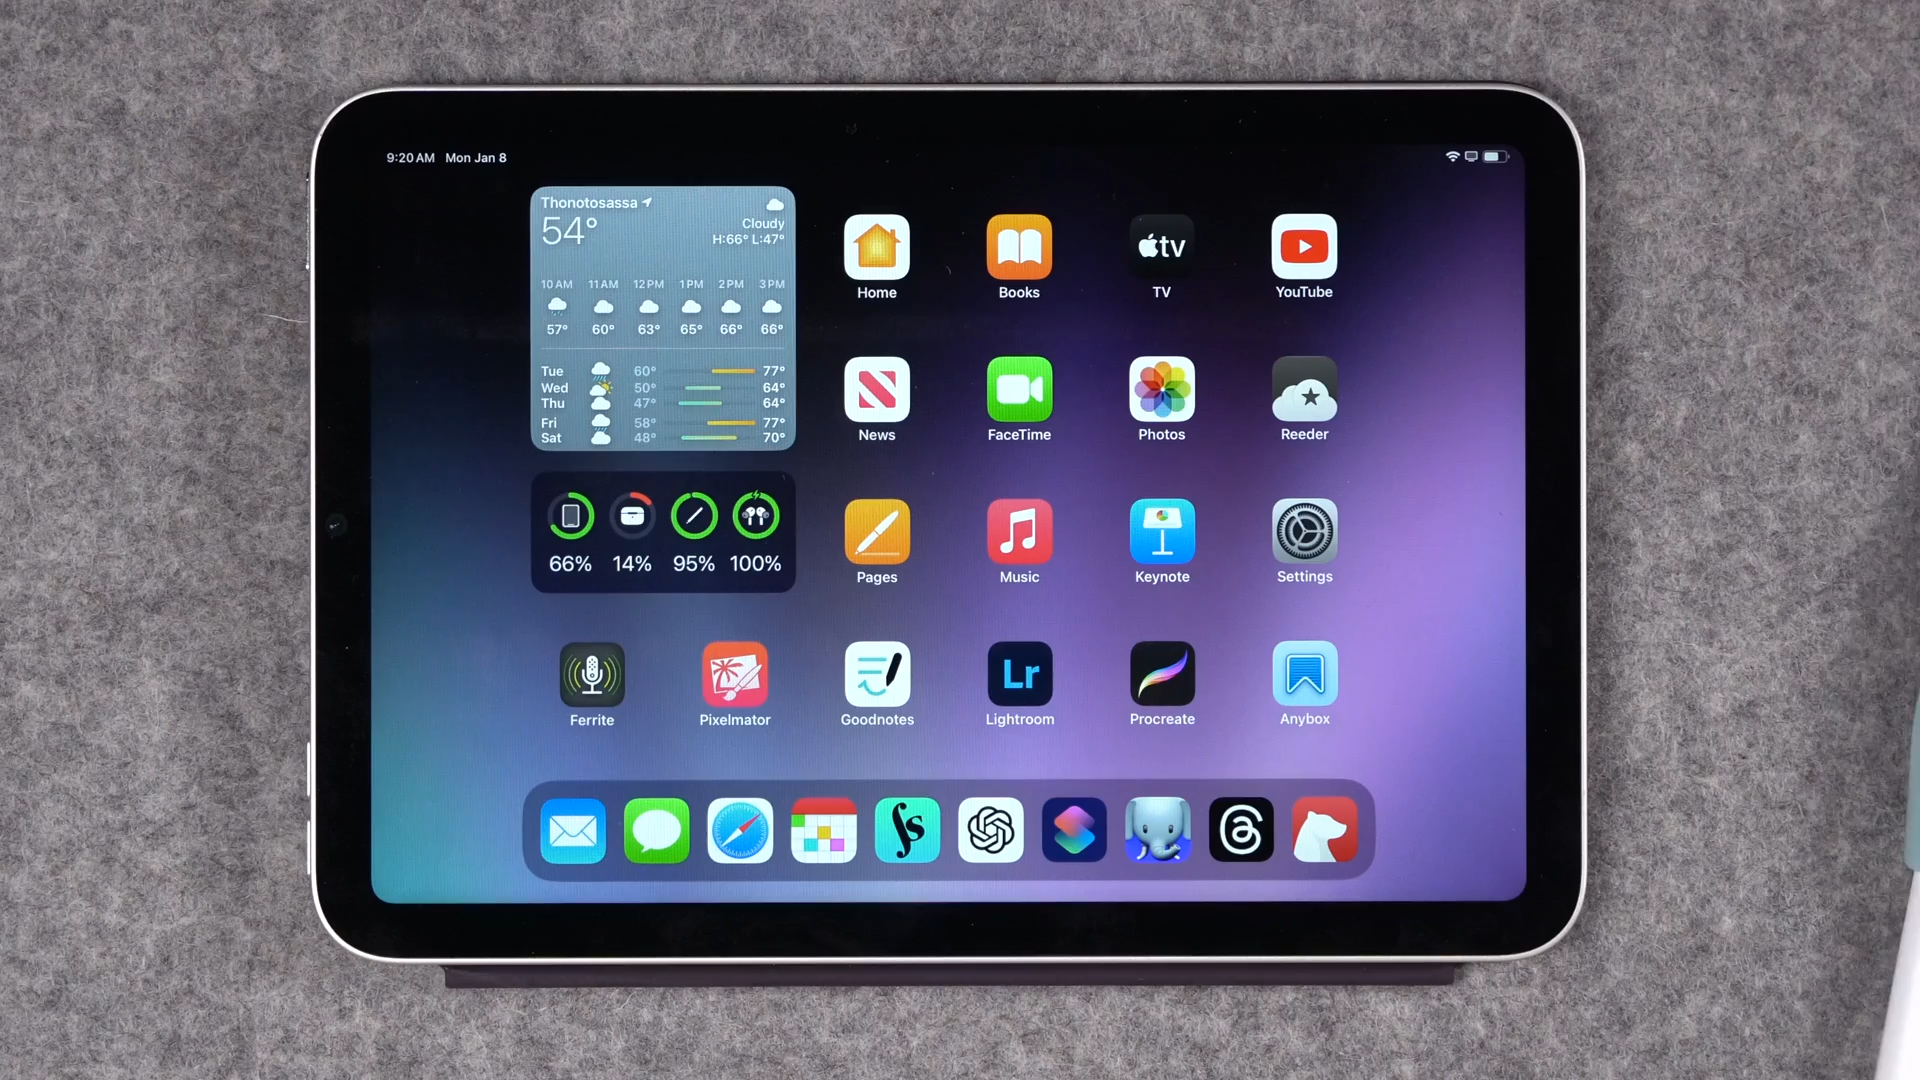 9:20 AM Mon Jan 8
Thonotosassa
54°
Cloudy
H:66° L:47°
10 AM 11 AM 12 PM 1 PM 2 PM 3 PM
57° 60° 63° 65° 66° 66°
Tue 60° 77°
Wed 50° 64°
Thu 47° 64°
Fri 58° 77°
Sat 48° 70°
66% 14% 95% 100%
tv
Home Books TV YouTube
News FaceTime Photos Reeder
Pages Music Keynote Settings
Lr
Ferrite Pixelmator Goodnotes Lightroom Procreate Anybox